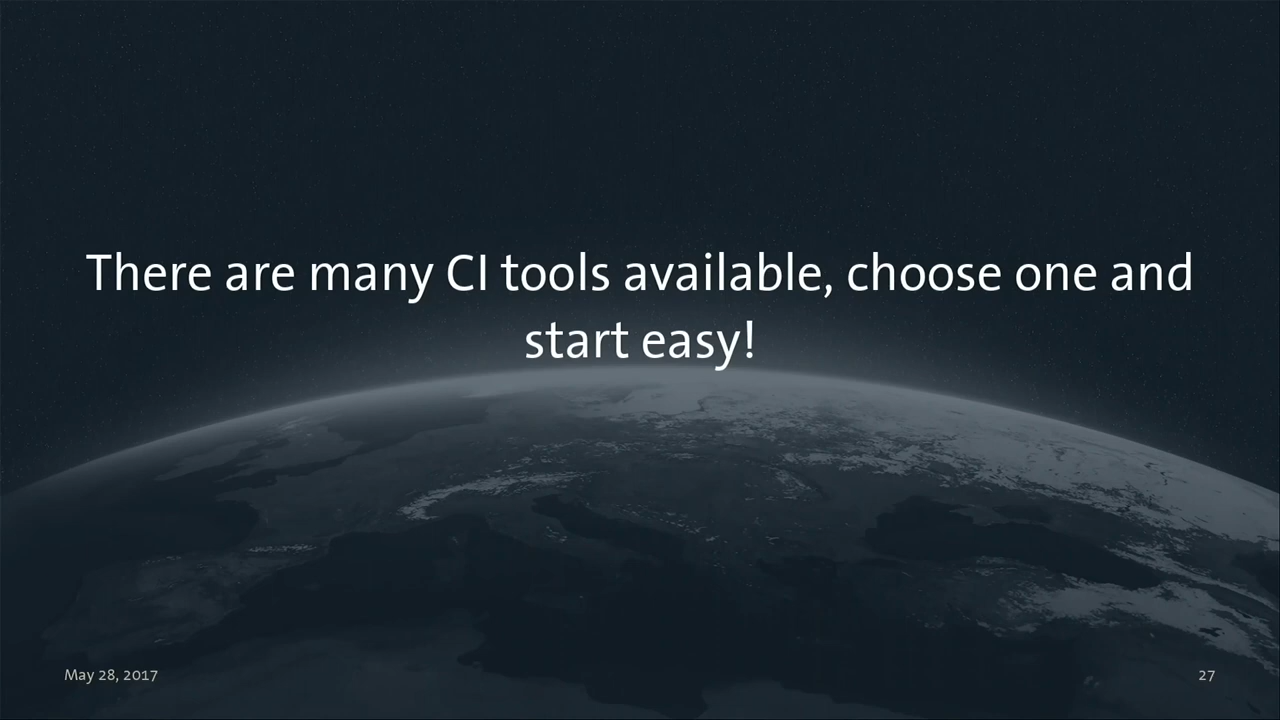 There are many CI tools available, choose one and
start easy!
May 28, 2017
27